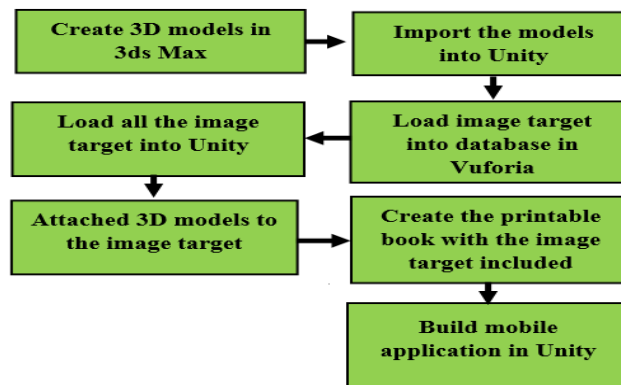 Create 3D models in
3ds Max
Import the models
into Unity
Load image target
into database in
Vuforia
Load all the image
target into Unity
Attached 3D models to
the image target
Create the printable
book with the image
target included
Build mobile
application in Unity